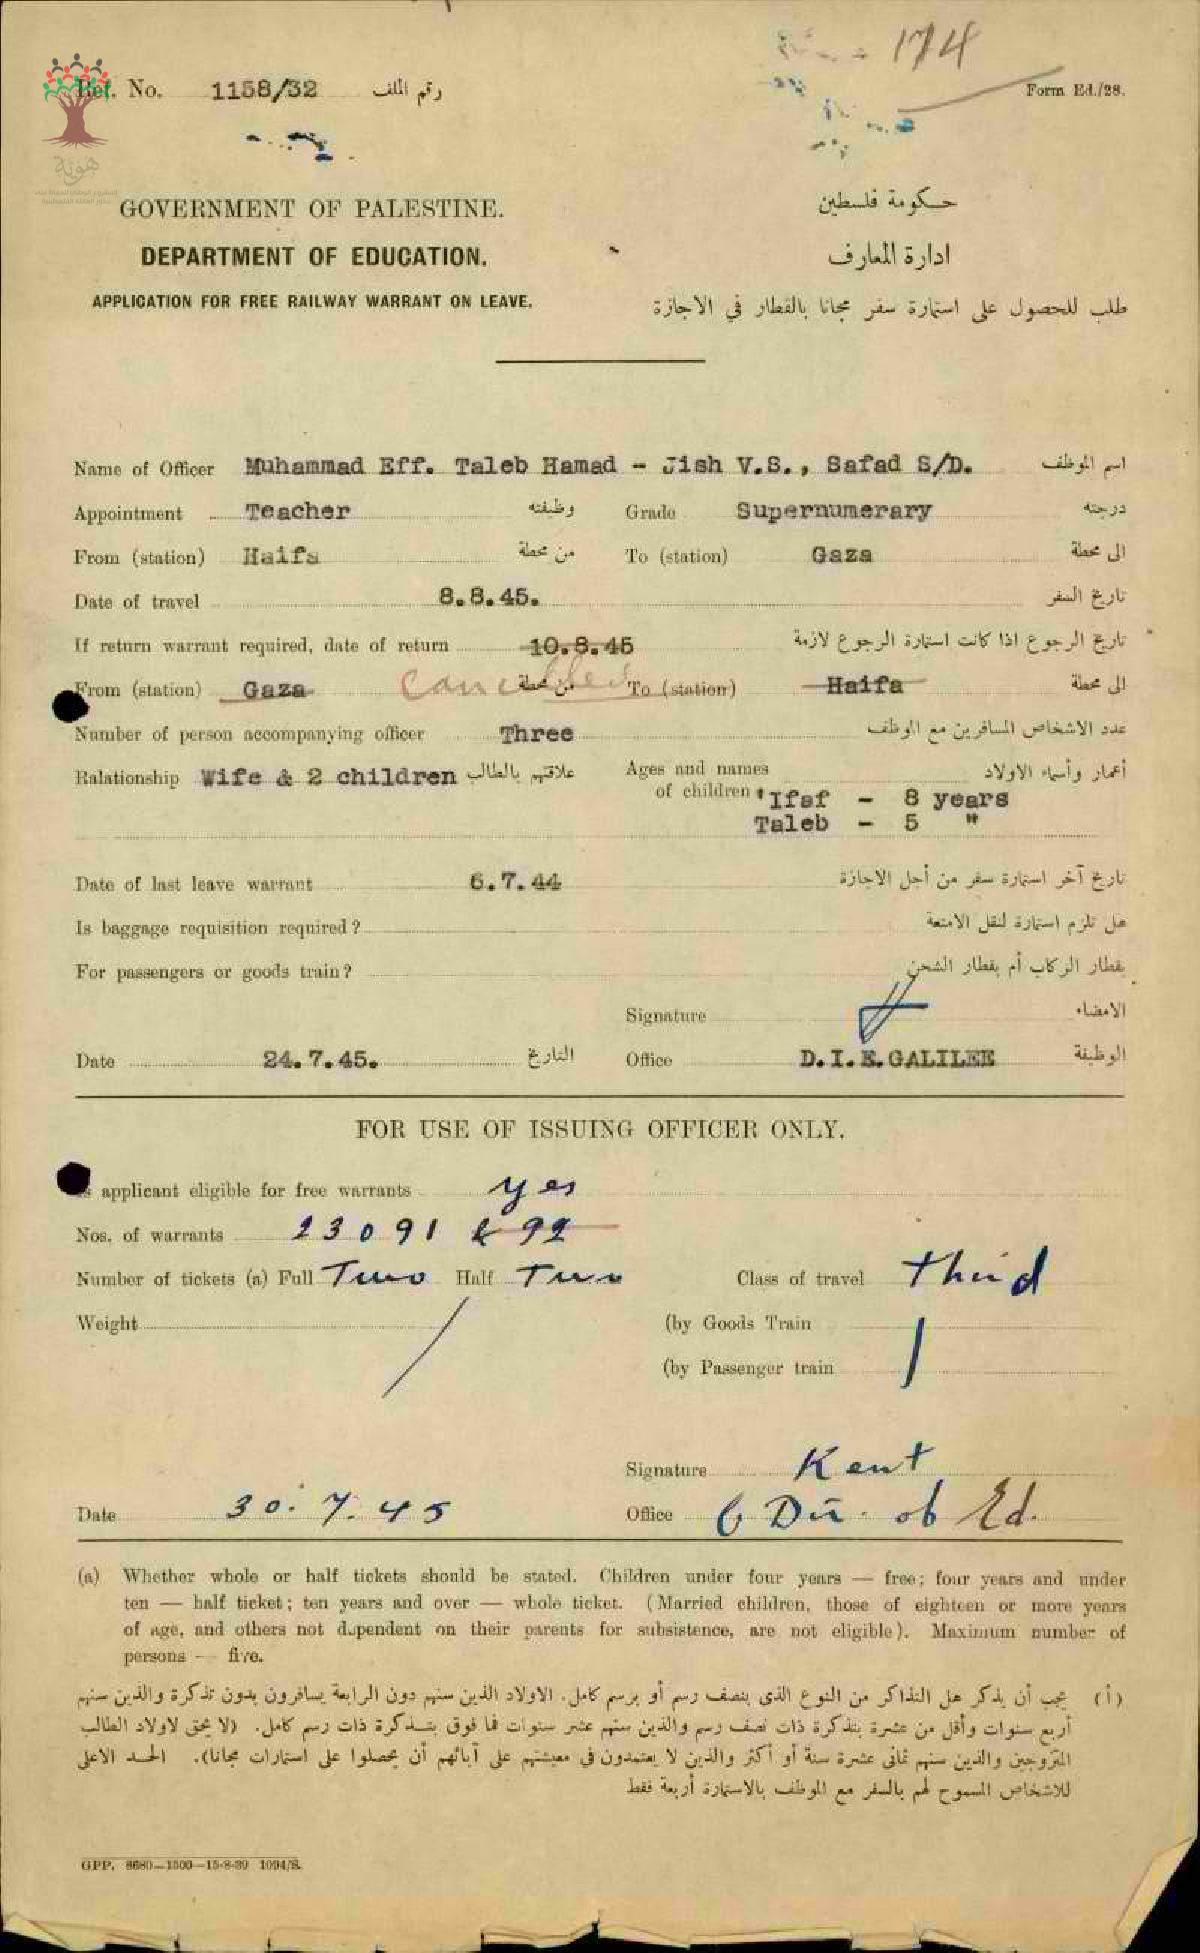 174
Ref. No. 1158/32 رقم الملف
Form Ed./28.
هوية
GOVERNMENT OF PALESTINE.
حكومة فلسطين
DEPARTMENT OF EDUCATION.
ادارة المعارف
APPLICATION FOR FREE RAILWAY WARRANT ON LEAVE.
طلب للحصول على استمارة سفر مجانا بالقطار في الاجازة
Name of Officer Muhammad Eff. Taleb Hamad - Jish V.S., Safad S/D. اسم الموظف
Appointment Teacher وظيفته Grade Supernumerary درجته
From (station) Haifa من محطة To (station) Gaza الى محطة
Date of travel 8.8.45. تاريخ السفر
If return warrant required, date of return 10.8.45 تاريخ الرجوع اذا كانت استمارة الرجوع لازمة
From (station) Gaza cancelled من محطة To (station) Haifa الى محطة
Number of person accompanying officer Three عدد الاشخاص المسافرين مع الموظف
Ralationship Wife & 2 children علاقتهم بالطالب Ages and names of children أعمار وأسماء الاولاد
Ifaf - 8 years
Taleb - 5 "
Date of last leave warrant 6.7.44 تاريخ آخر استمارة سفر من أجل الاجازة
Is baggage requisition required? هل تلزم استمارة لنقل الامتعة
For passengers or goods train? بقطار الركاب أم بقطار الشحن
Signature الامضاء
Date 24.7.45. التاريخ Office D.I.E.GALILEE الوظيفة
FOR USE OF ISSUING OFFICER ONLY.
applicant eligible for free warrants yes
Nos. of warrants 23091 & 92
Number of tickets (a) Full Two Half Two Class of travel third
Weight (by Goods Train
(by Passenger train
Signature Kent
Date 30.7.45 Office Dir. of Ed.
(a) Whether whole or half tickets should be stated. Children under four years — free; four years and under
ten — half ticket; ten years and over — whole ticket. (Married children, those of eighteen or more years
of age, and others not dependent on their parents for subsistence, are not eligible). Maximum number of
persons — five.
(أ) يجب أن يذكر هل التذاكر من النوع الذى بنصف رسم أو برسم كامل. الاولاد الذين سنهم دون الرابعة يسافرون بدون تذكرة والذين سنهم
أربع سنوات وأقل من عشرة بتذكرة ذات نصف رسم والذين سنهم عشر سنوات فما فوق بتذكرة ذات رسم كامل. (لا يحق لاولاد الطالب
المتزوجين والذين سنهم ثمانى عشرة سنة أو أكثر والذين لا يعتمدون في معيشتهم على آبائهم أن يحصلوا على استمارات مجانا). الحد الاعلى
للاشخاص المسموح لهم بالسفر مع الموظف بالاستمارة أربعة فقط
GPP. 8680—1500—15-8-39 1094/S.